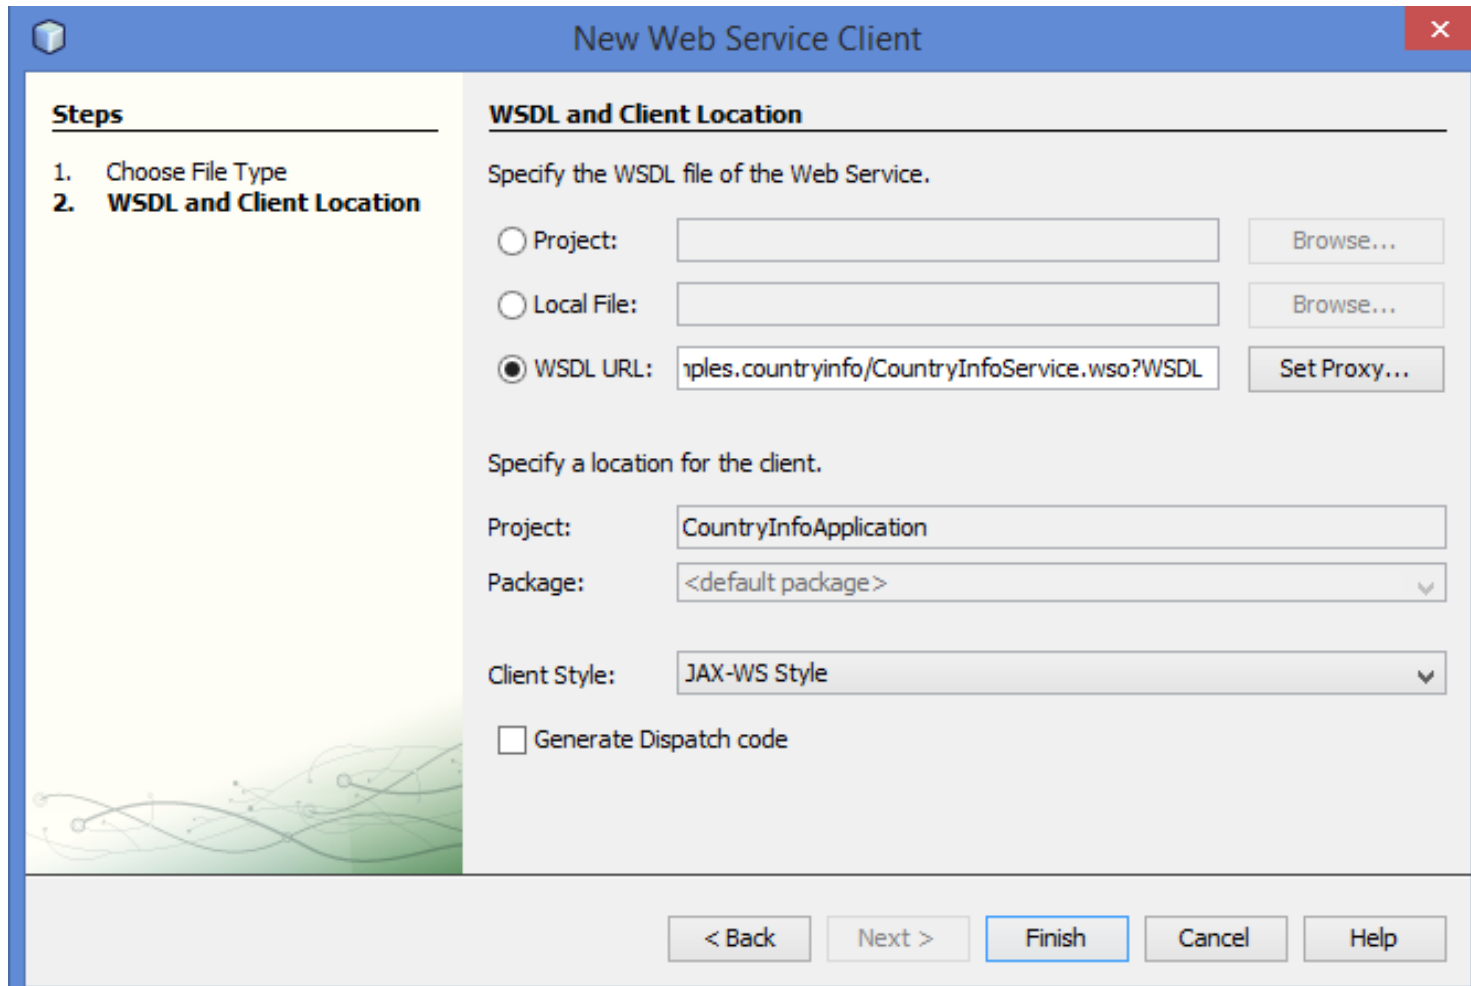 New Web Service Client
Steps
1. Choose File Type
2. WSDL and Client Location
WSDL and Client Location
Specify the WSDL file of the Web Service.
Project: Browse...
Local File: Browse...
WSDL URL: nples.countryinfo/CountryInfoService.wso?WSDL Set Proxy...
Specify a location for the client.
Project: CountryInfoApplication
Package: <default package>
Client Style: JAX-WS Style
Generate Dispatch code
< Back Next > Finish Cancel Help